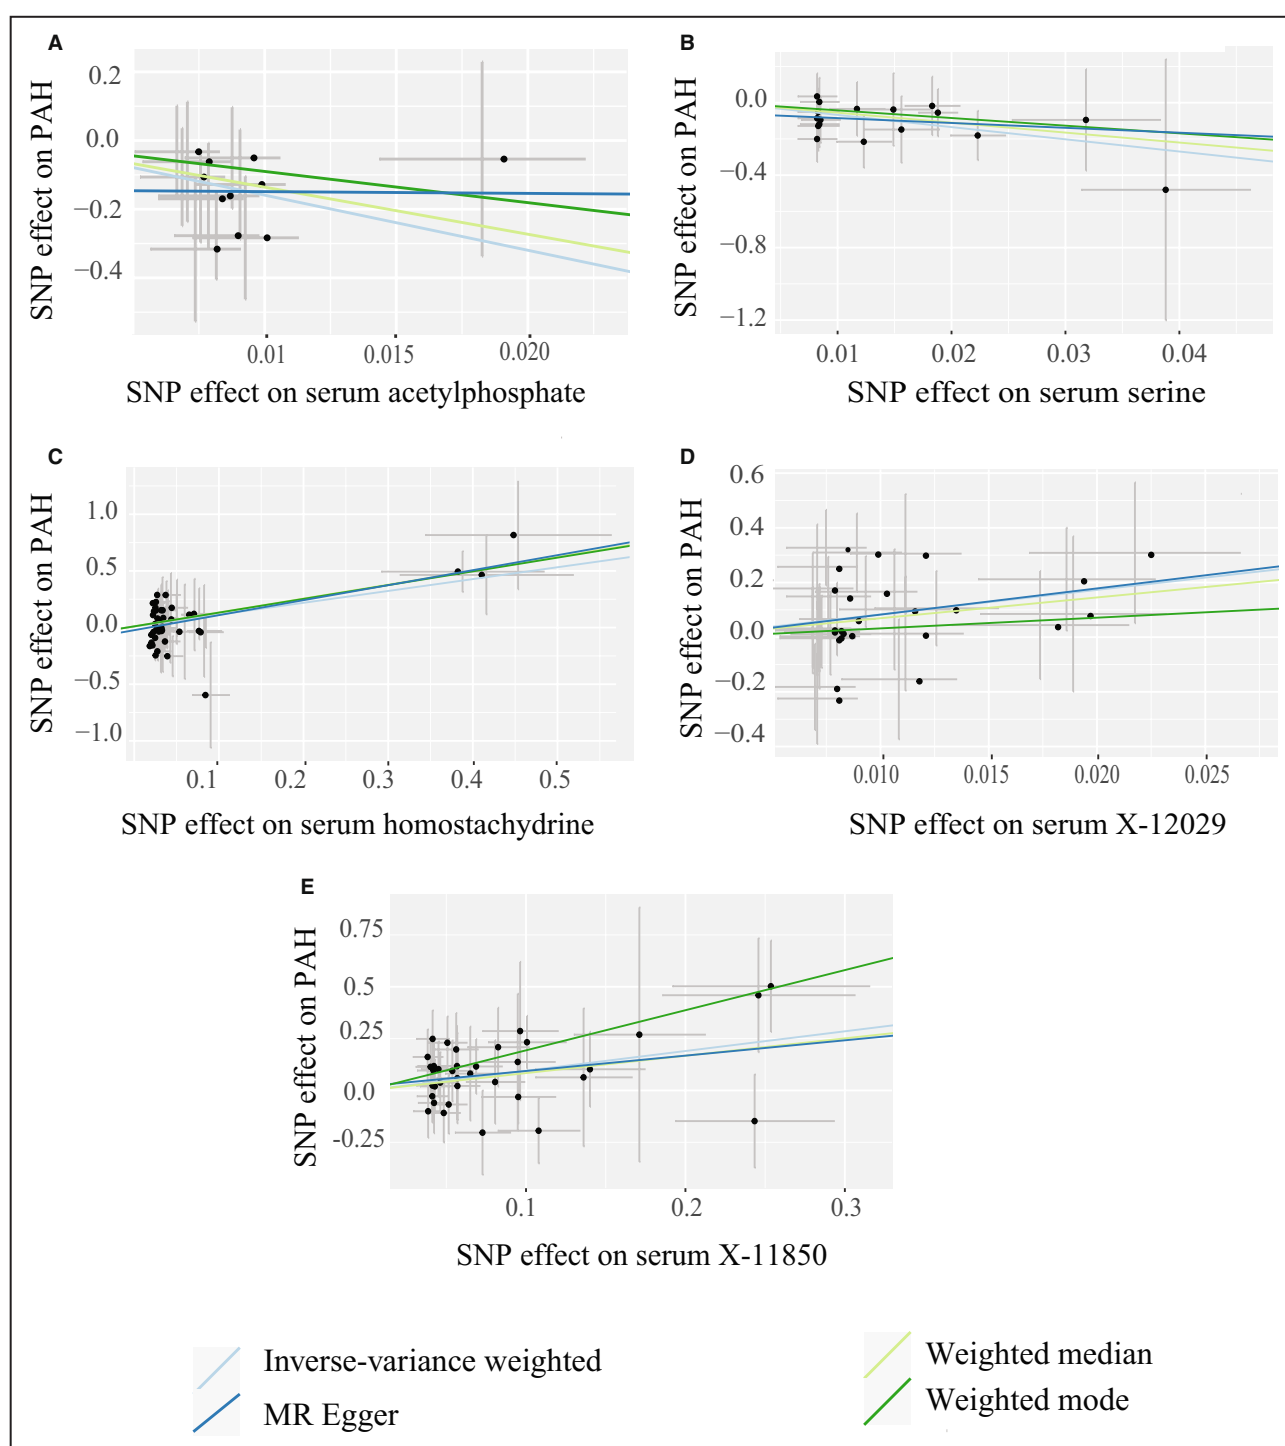 A
SNP effect on PAH
0.2
0.0
−0.2
−0.4
0.01 0.015 0.020
SNP effect on serum acetylphosphate
B
SNP effect on PAH
0.0
−0.4
−0.8
−1.2
0.01 0.02 0.03 0.04
SNP effect on serum serine
C
SNP effect on PAH
1.0
0.5
0.0
−0.5
−1.0
0.1 0.2 0.3 0.4 0.5
SNP effect on serum homostachydrine
D
SNP effect on PAH
0.6
0.4
0.2
0.0
−0.2
−0.4
0.010 0.015 0.020 0.025
SNP effect on serum X-12029
E
SNP effect on PAH
0.75
0.5
0.25
0.0
-0.25
0.1 0.2 0.3
SNP effect on serum X-11850
Inverse-variance weighted
MR Egger
Weighted median
Weighted mode